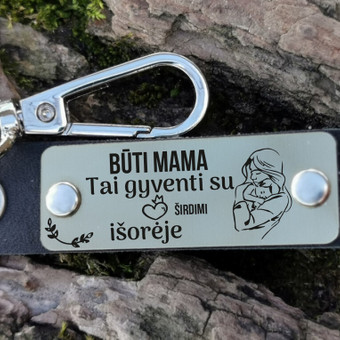 BŪTI MAMA
Tai gyventi su
ŠIRDIMI
išorėje